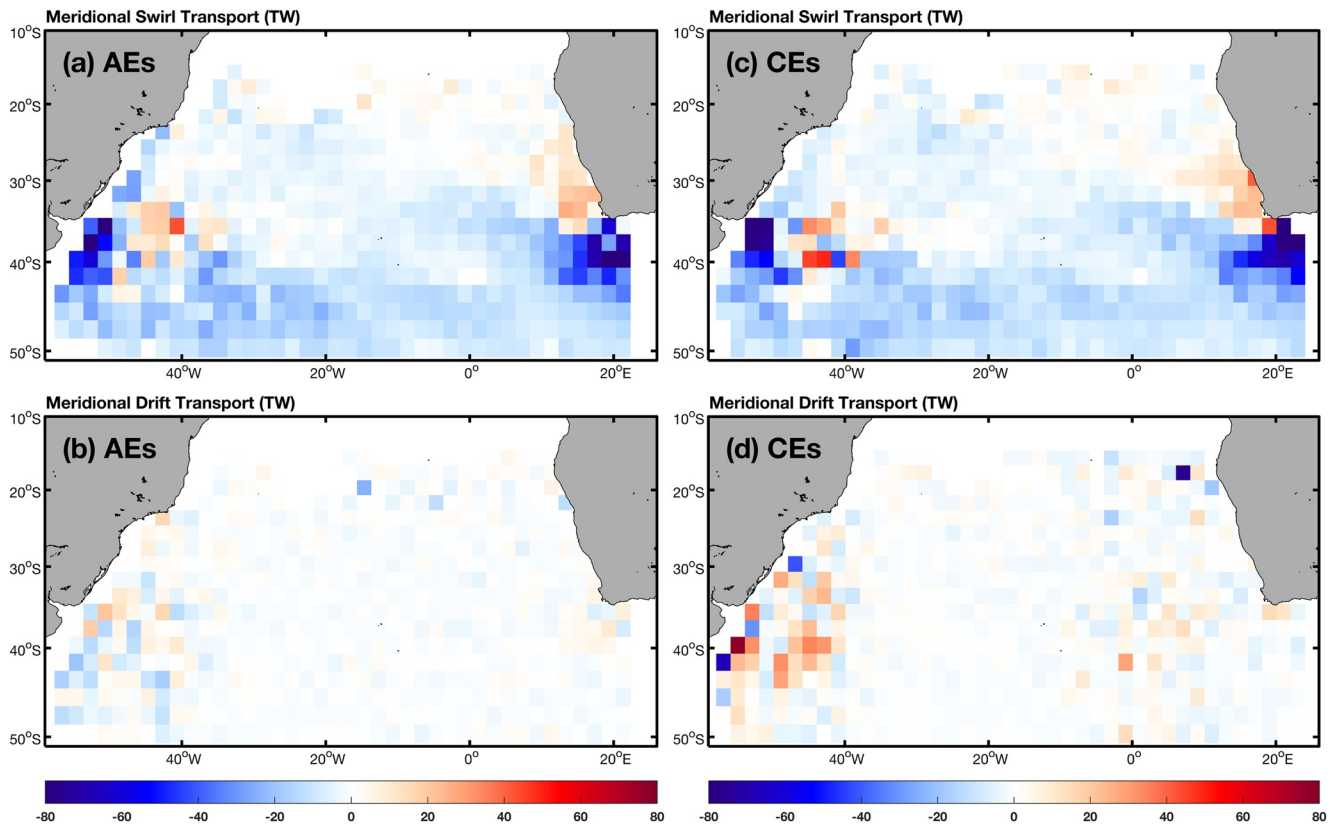 Meridional Swirl Transport (TW)
(a) AEs
10°S
20°S
30°S
40°S
50°S
40°W 20°W 0° 20°E
Meridional Swirl Transport (TW)
(c) CEs
10°S
20°S
30°S
40°S
50°S
40°W 20°W 0° 20°E
Meridional Drift Transport (TW)
(b) AEs
10°S
20°S
30°S
40°S
50°S
40°W 20°W 0° 20°E
Meridional Drift Transport (TW)
(d) CEs
10°S
20°S
30°S
40°S
50°S
40°W 20°W 0° 20°E
-80 -60 -40 -20 0 20 40 60 80
-80 -60 -40 -20 0 20 40 60 80